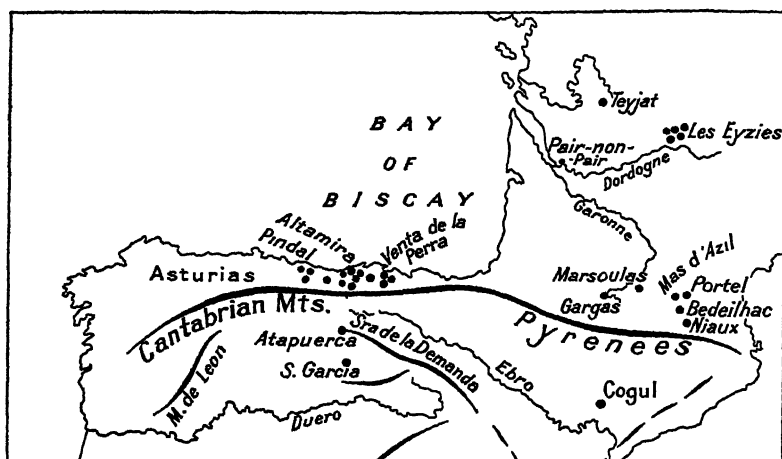 Teyjat
BAY
OF
BISCAY
Les Eyzies
Pair-non-
-Pair
Dordogne
Garonne
Altamira
Pindal
Venta de la
Perra
Asturias
Marsoulas
Mas d'Azil
Portel
Gargas
Bedeilhac
Niaux
Cantabrian Mts.
PYRENEES
Atapuerca
Sra de la Demanda
S. Garcia
M. de Leon
Ebro
Cogul
Duero